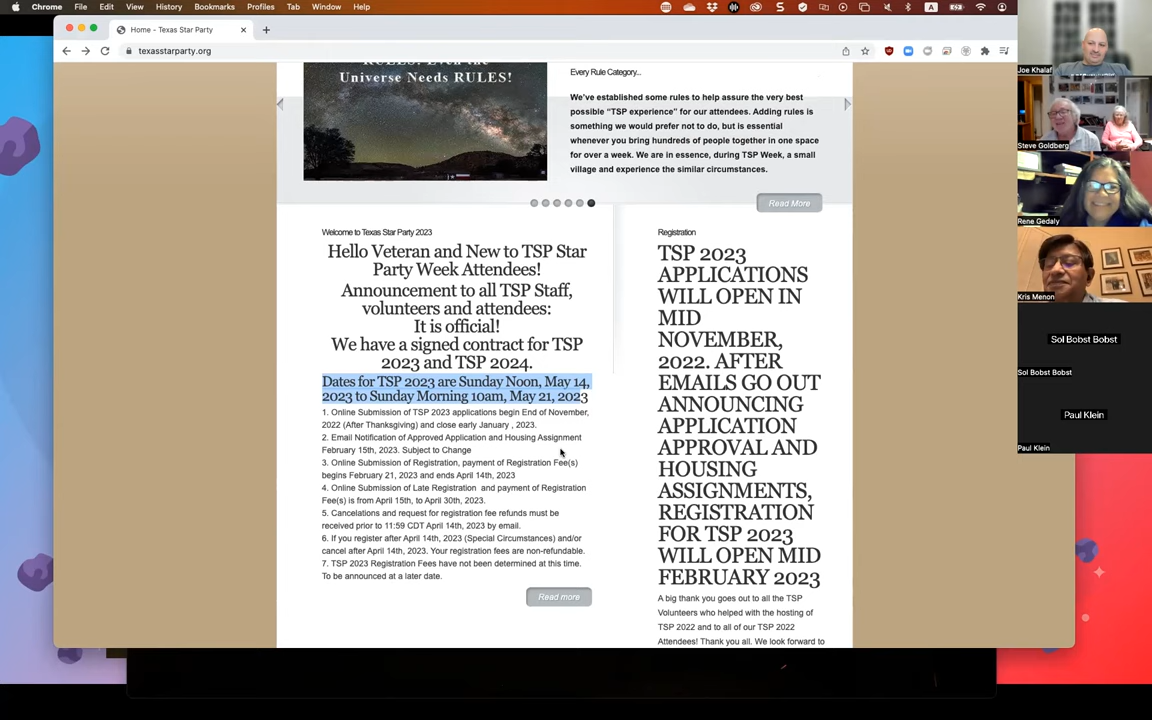 Chrome File Edit View History Bookmarks Profiles Tab Window Help
Home - Texas Star Party
texasstarparty.org
RULES! Even the
Universe Needs RULES!
Every Rule Category...
We've established some rules to help assure the very best
possible "TSP experience" for our attendees. Adding rules is
something we would prefer not to do, but is essential
whenever you bring hundreds of people together in one space
for over a week. We are in essence, during TSP Week, a small
village and experience the similar circumstances.
Read More
Welcome to Texas Star Party 2023
Hello Veteran and New to TSP Star
Party Week Attendees!
Announcement to all TSP Staff,
volunteers and attendees:
It is official!
We have a signed contract for TSP
2023 and TSP 2024.
Dates for TSP 2023 are Sunday Noon, May 14,
2023 to Sunday Morning 10am, May 21, 2023
1. Online Submission of TSP 2023 applications begin End of November,
2022 (After Thanksgiving) and close early January , 2023.
2. Email Notification of Approved Application and Housing Assignment
February 15th, 2023. Subject to Change
3. Online Submission of Registration, payment of Registration Fee(s)
begins February 21, 2023 and ends April 14th, 2023
4. Online Submission of Late Registration and payment of Registration
Fee(s) is from April 15th, to April 30th, 2023.
5. Cancelations and request for registration fee refunds must be
received prior to 11:59 CDT April 14th, 2023 by email.
6. If you register after April 14th, 2023 (Special Circumstances) and/or
cancel after April 14th, 2023. Your registration fees are non-refundable.
7. TSP 2023 Registration Fees have not been determined at this time.
To be announced at a later date.
Read more
Registration
TSP 2023
APPLICATIONS
WILL OPEN IN
MID
NOVEMBER,
2022. AFTER
EMAILS GO OUT
ANNOUNCING
APPLICATION
APPROVAL AND
HOUSING
ASSIGNMENTS,
REGISTRATION
FOR TSP 2023
WILL OPEN MID
FEBRUARY 2023
A big thank you goes out to all the TSP
Volunteers who helped with the hosting of
TSP 2022 and to all of our TSP 2022
Attendees! Thank you all. We look forward to
Joe Khalaf
Steve Goldberg
Rene Gedaly
Kris Menon
Sol Bobst Bobst
Sol Bobst Bobst
Paul Klein
Paul Klein